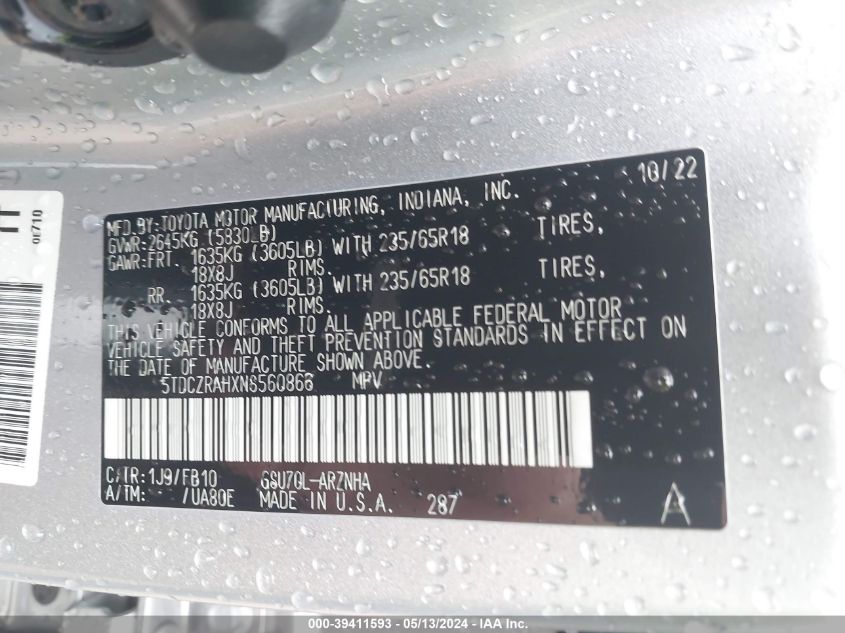 10/22
MFD.BY:TOYOTA MOTOR MANUFACTURING, INDIANA, INC.
GVWR:2645KG (5830LB)
GAWR:FRT. 1635KG (3605LB) WITH 235/65R18 TIRES,
18X8J RIMS.
RR. 1635KG (3605LB) WITH 235/65R18 TIRES,
18X8J RIMS.
THIS VEHICLE CONFORMS TO ALL APPLICABLE FEDERAL MOTOR
VEHICLE SAFETY AND THEFT PREVENTION STANDARDS IN EFFECT ON
THE DATE OF MANUFACTURE SHOWN ABOVE.
5TDCZRAHXNS560866 MPV
C/TR:1J9/FB10 GSU70L-ARZNHA
A/TM: /UA80E MADE IN U.S.A. 287 A
0E710
000-39411593 - 05/13/2024 - IAA Inc.